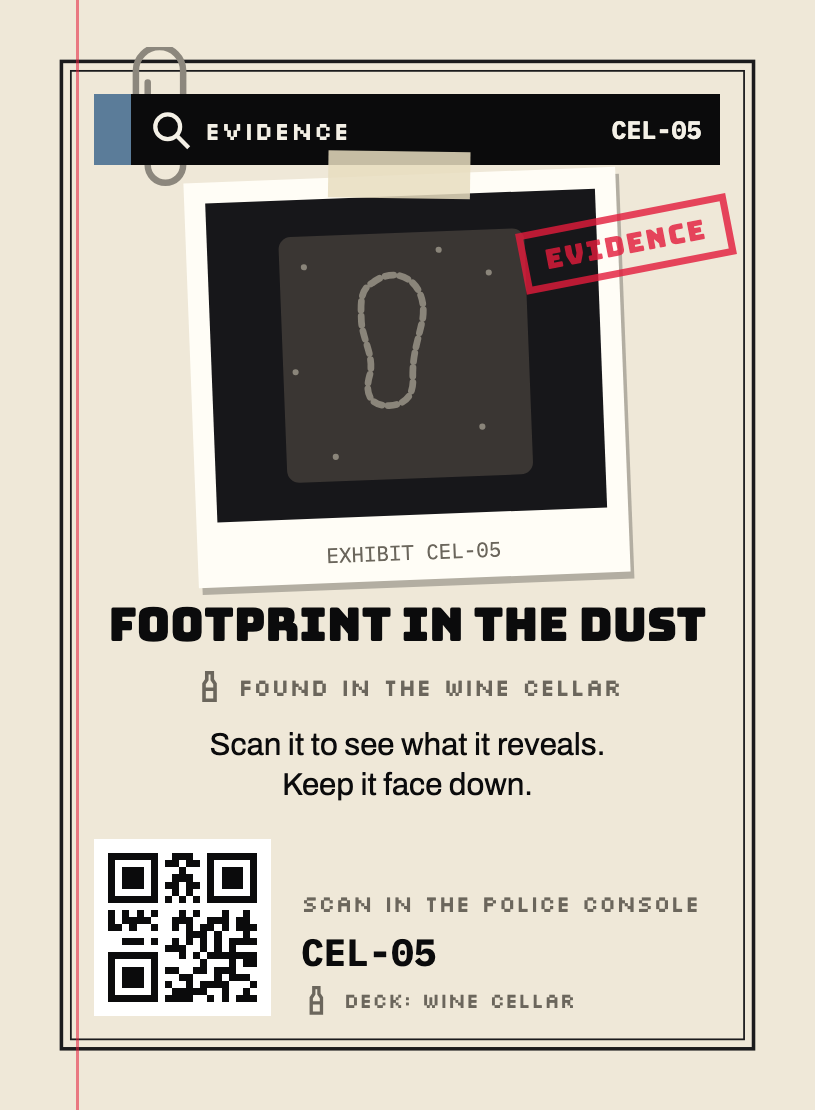 EVIDENCE CEL-05
EVIDENCE
EXHIBIT CEL-05
FOOTPRINT IN THE DUST
FOUND IN THE WINE CELLAR
Scan it to see what it reveals.
Keep it face down.
SCAN IN THE POLICE CONSOLE
CEL-05
DECK: WINE CELLAR